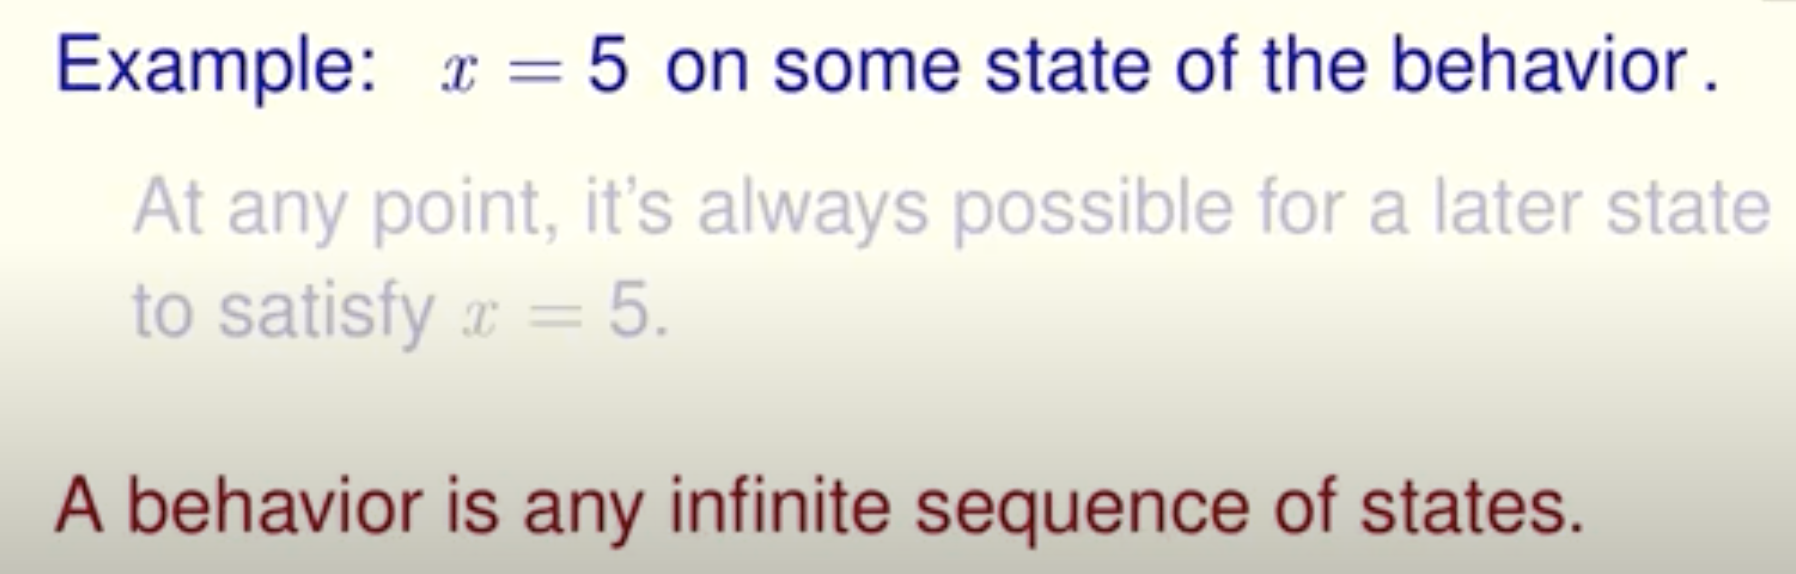 Example: x = 5 on some state of the behavior.
At any point, it's always possible for a later state
to satisfy x = 5.
A behavior is any infinite sequence of states.